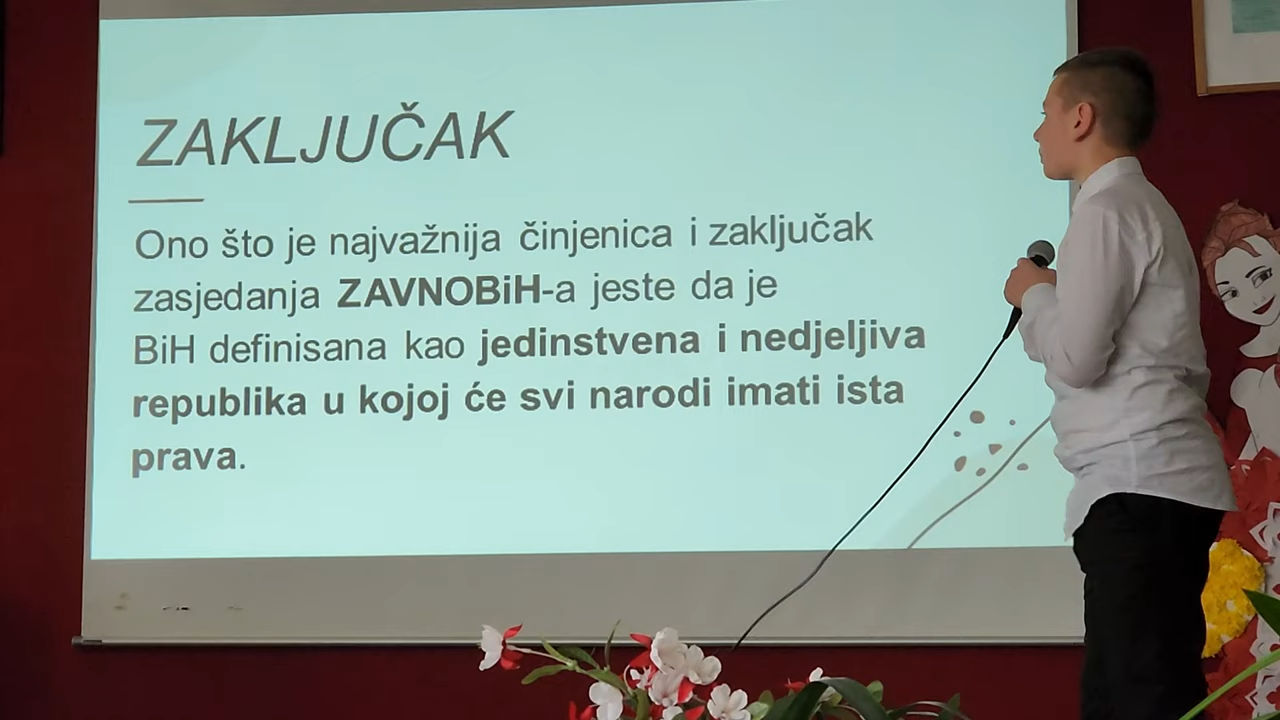 ZAKLJUČAK
Ono što je najvažnija činjenica i zaključak
zasjedanja ZAVNOBiH-a jeste da je
BiH definisana kao jedinstvena i nedjeljiva
republika u kojoj će svi narodi imati ista
prava.